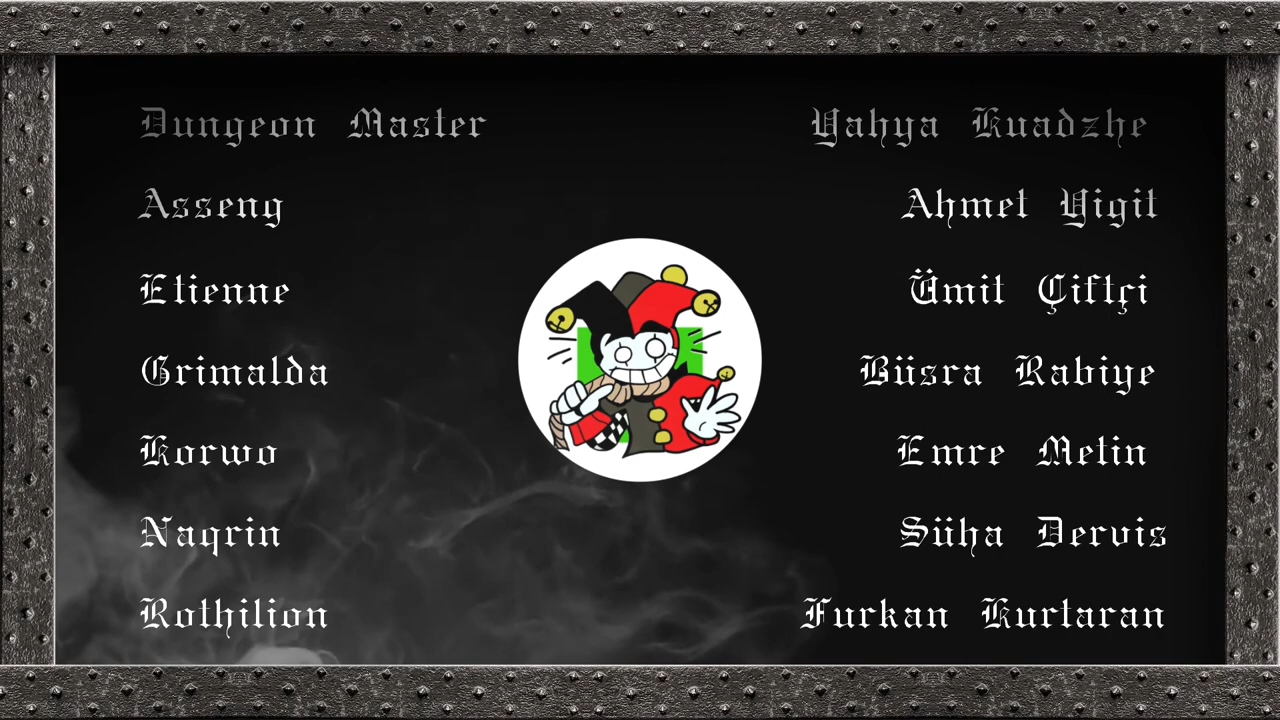 Dungeon Master Yahya Kuadzhe
Asseng Ahmet Yigit
Etienne Ümit Çiftçi
Grimalda Büsra Rabiye
Korwo Emre Metin
Naqrin Süha Dervis
Rothilion Furkan Kurtaran